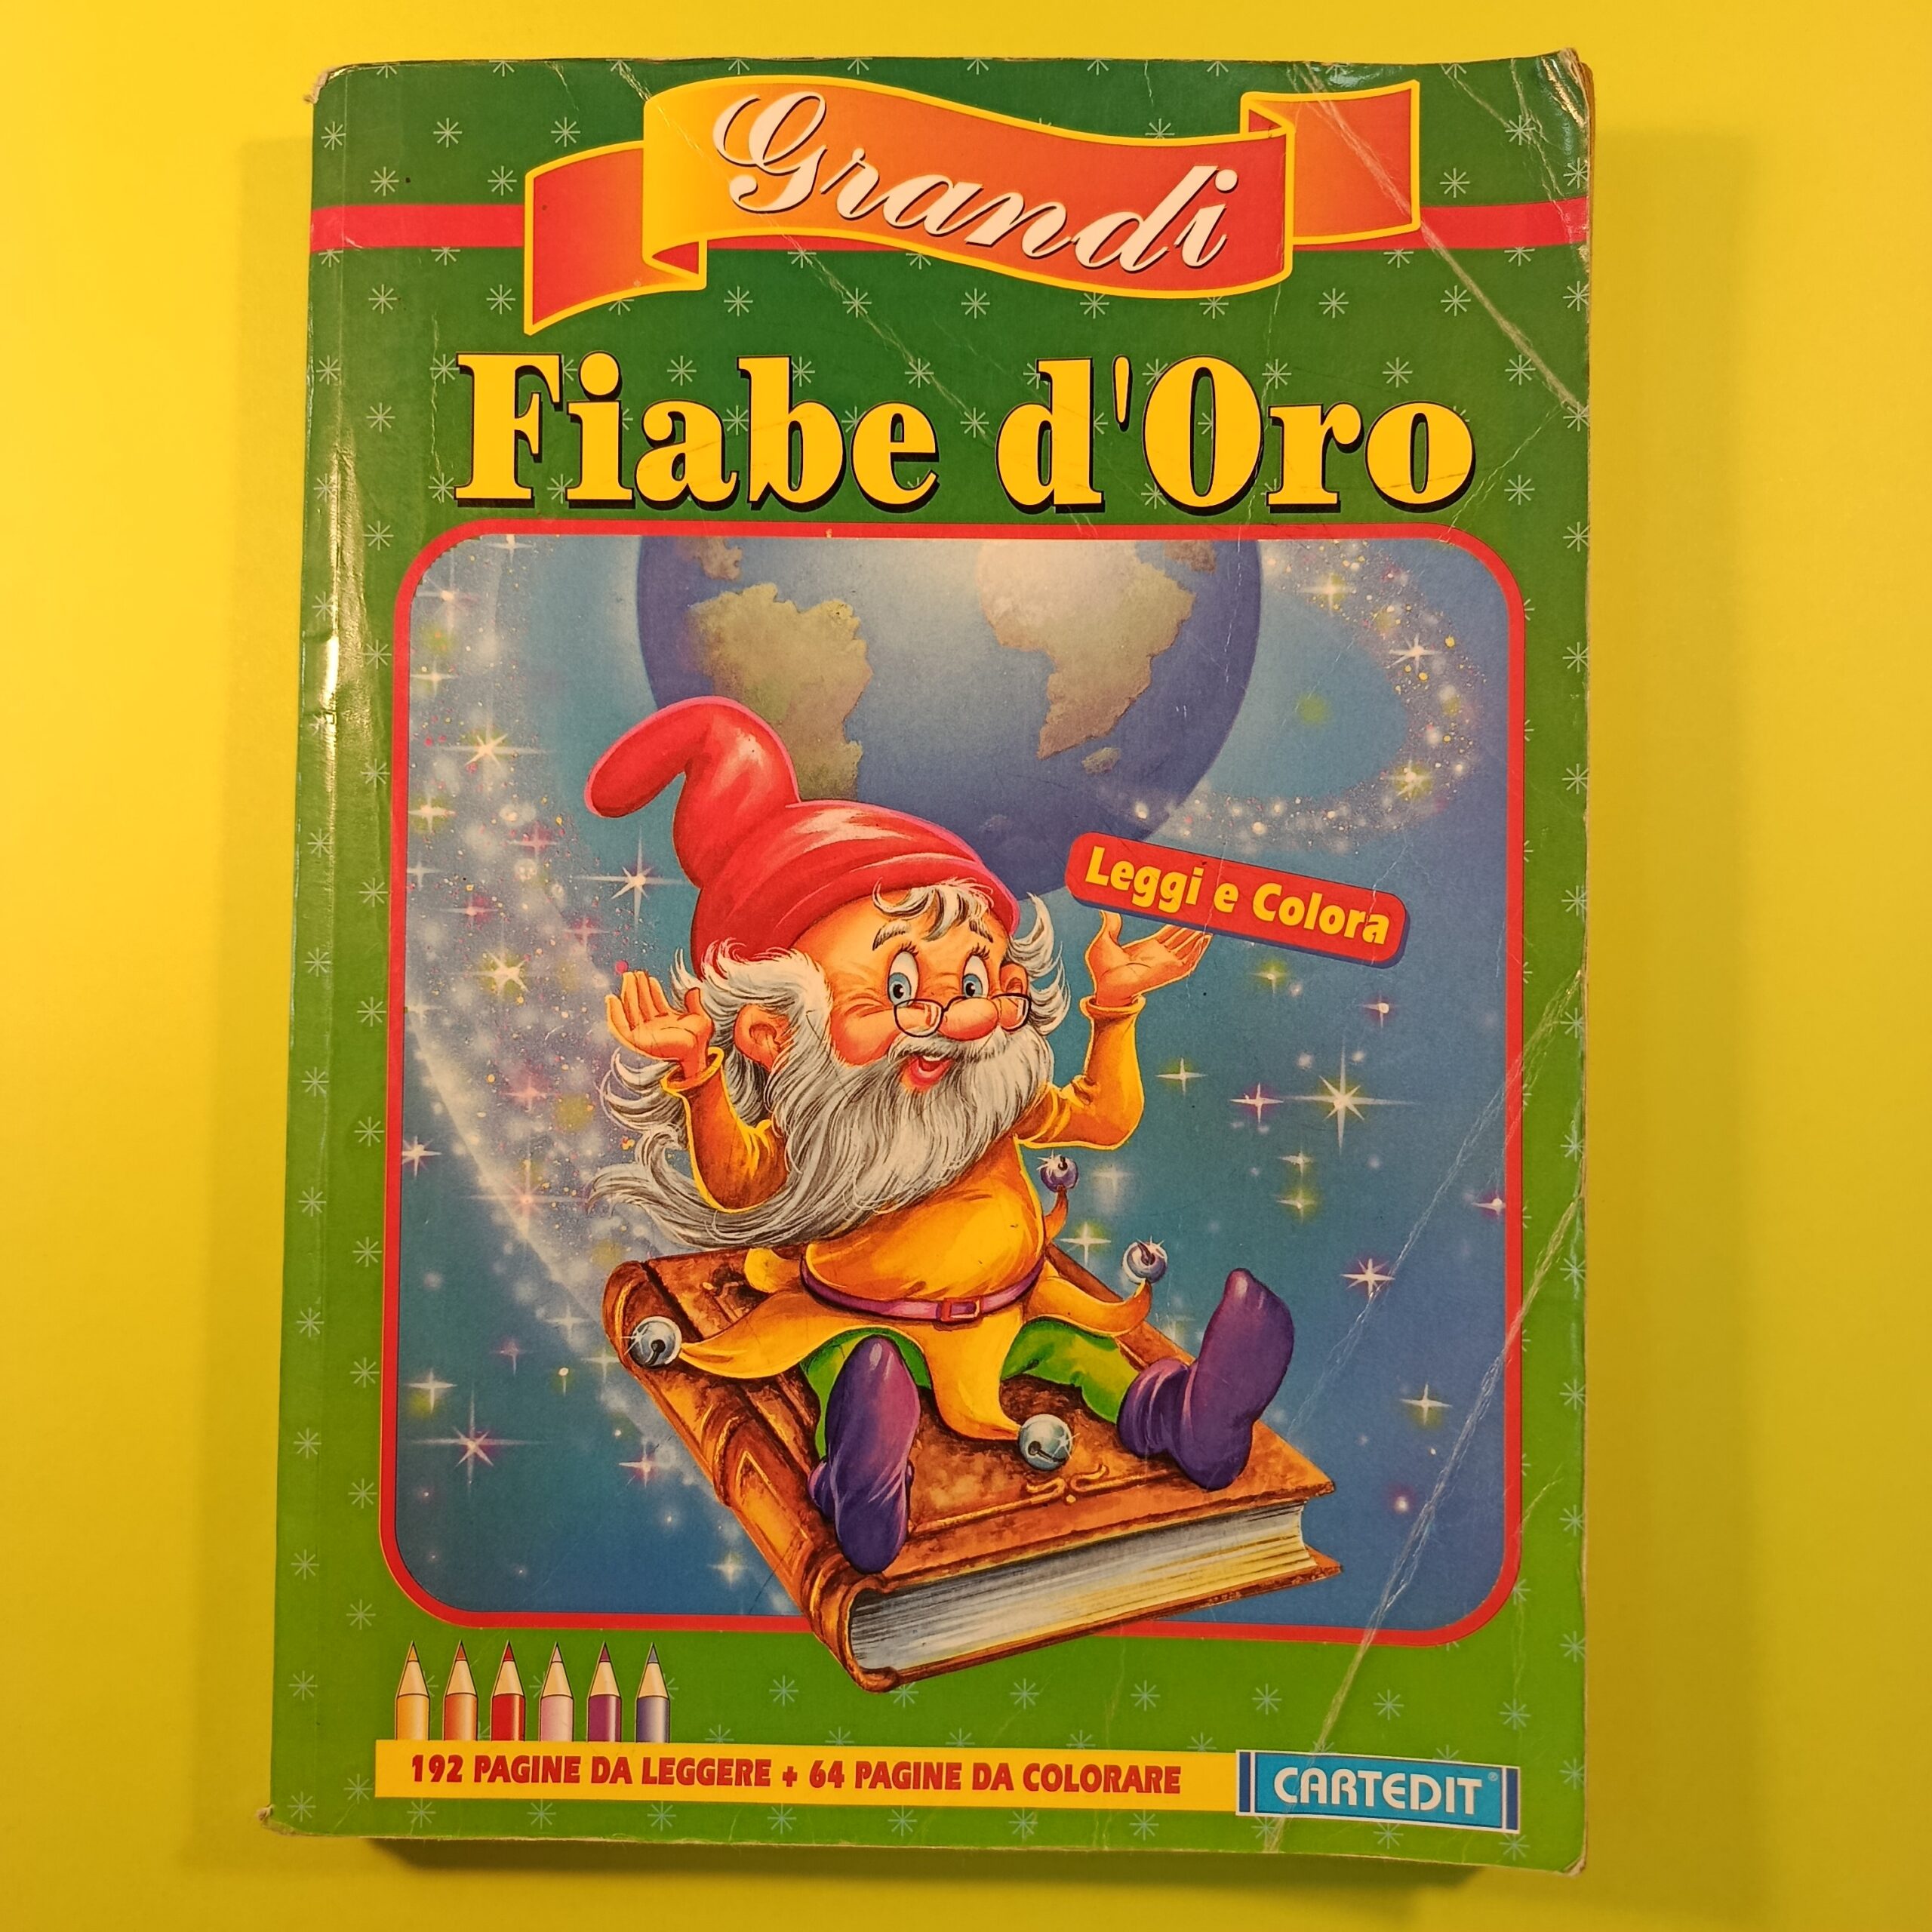 Grandi
Fiabe d'Oro
Leggi e Colora
192 PAGINE DA LEGGERE + 64 PAGINE DA COLORARE
CARTEDIT®